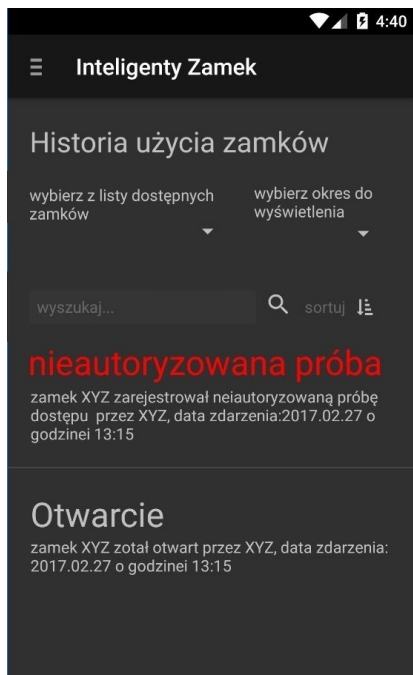 4:40
Inteligenty Zamek
Historia użycia zamków
wybierz z listy dostępnych
zamków
wybierz okres do
wyświetlenia
wyszukaj...
sortuj
nieautoryzowana próba
zamek XYZ zarejestrował neiautoryzowaną próbę
dostępu przez XYZ, data zdarzenia:2017.02.27 o
godzinei 13:15
Otwarcie
zamek XYZ zotał otwart przez XYZ, data zdarzenia:
2017.02.27 o godzinei 13:15